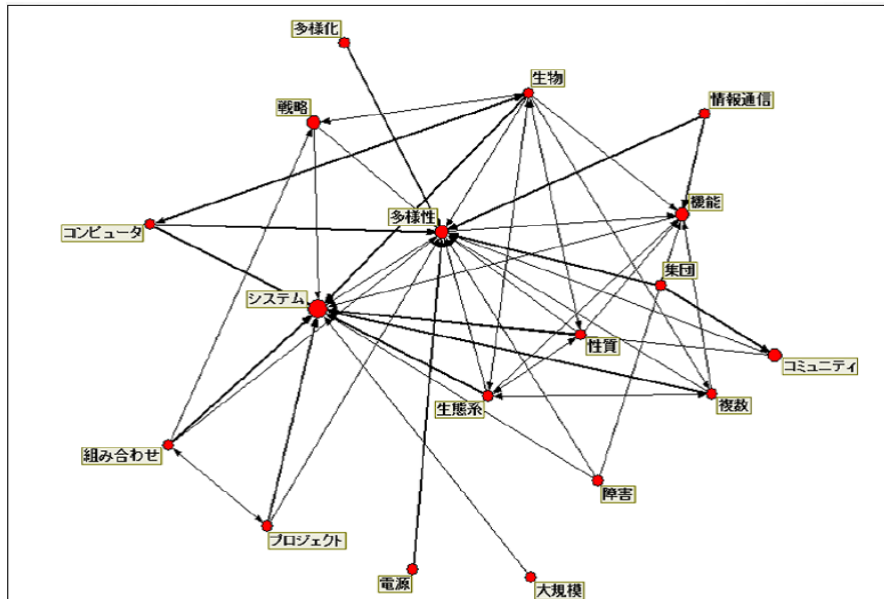 多様化
生物
情報通信
戦略
多様性
機能
コンピュータ
集団
システム
性質
コミュニティ
生態系
複数
組み合わせ
障害
プロジェクト
電源
大規模